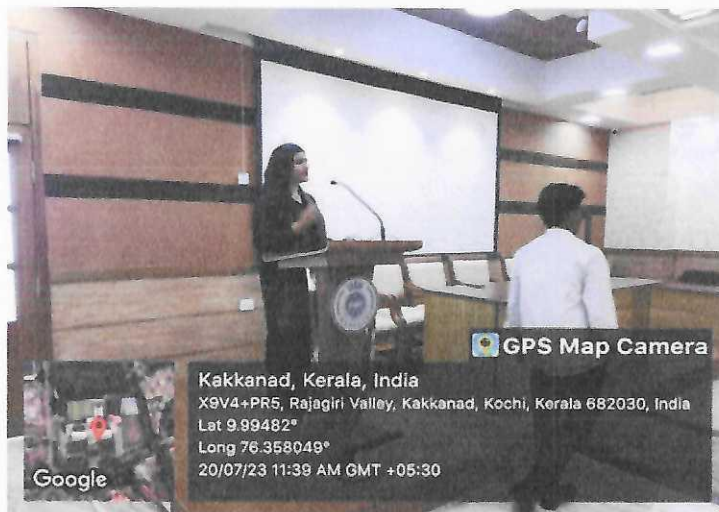 GPS Map Camera
Kakkanad, Kerala, India
X9V4+PR5, Rajagiri Valley, Kakkanad, Kochi, Kerala 682030, India
Lat 9.99482°
Long 76.358049°
20/07/23 11:39 AM GMT +05:30
Google